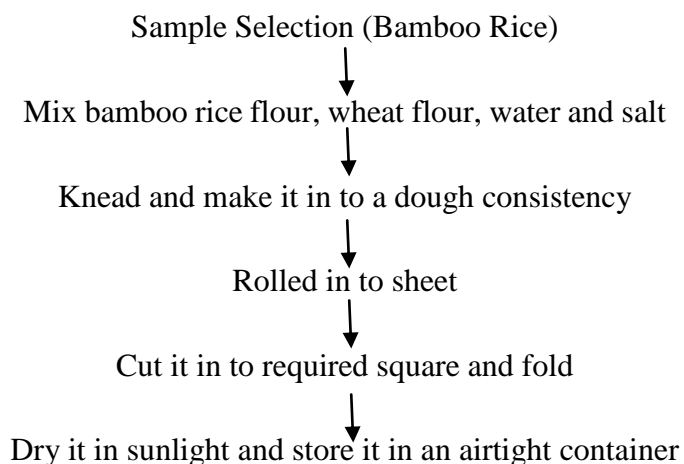 Sample Selection (Bamboo Rice)
Mix bamboo rice flour, wheat flour, water and salt
Knead and make it in to a dough consistency
Rolled in to sheet
Cut it in to required square and fold
Dry it in sunlight and store it in an airtight container